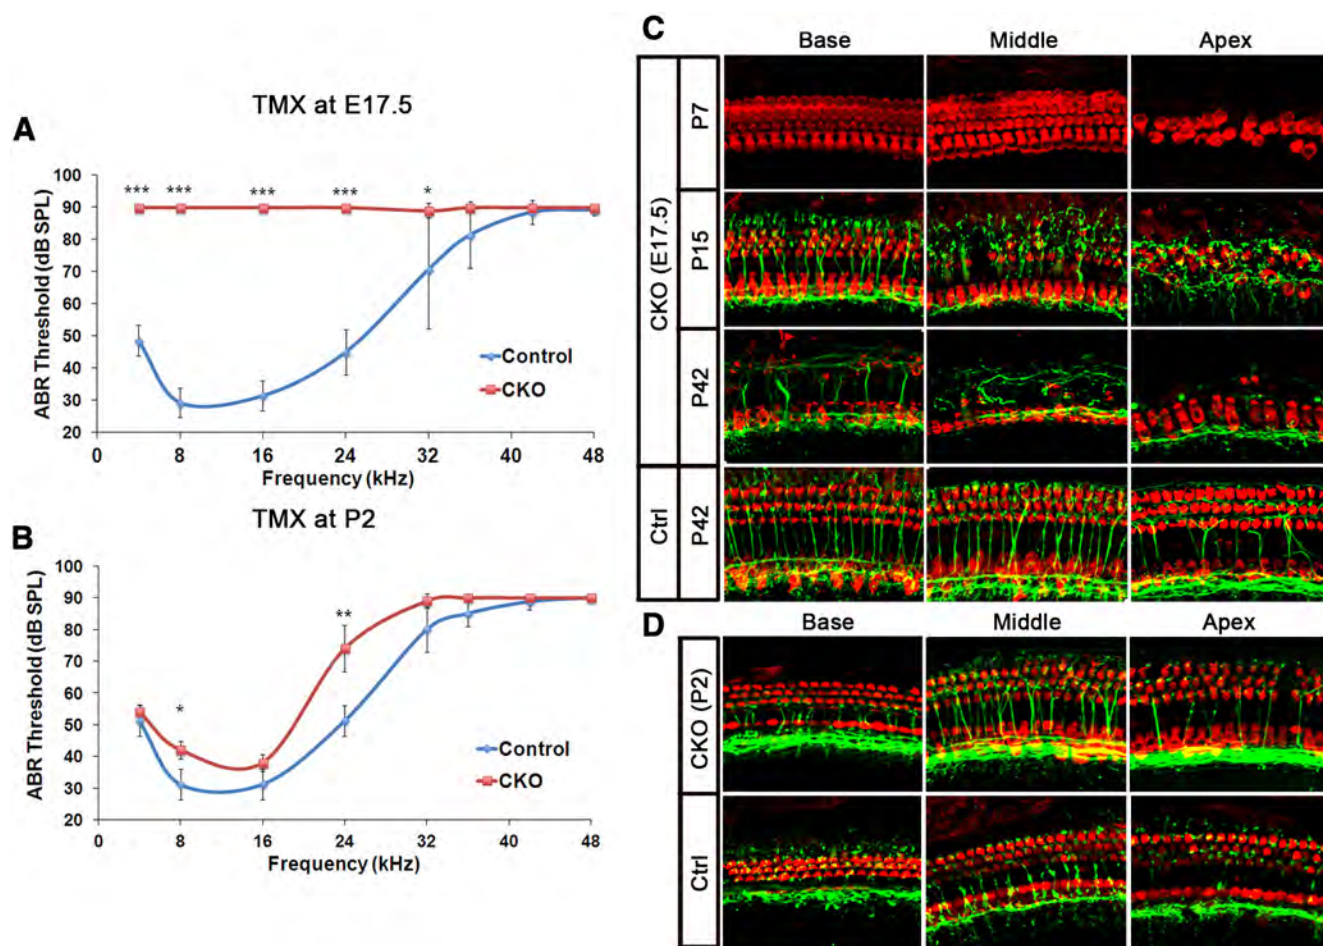 A
TMX at E17.5
ABR Threshold (dB SPL)
100
90
80
70
60
50
40
30
20
*** *** *** *** *
Control
CKO
0 8 16 24 32 40 48
Frequency (kHz)
B
TMX at P2
ABR Threshold (dB SPL)
100
90
80
70
60
50
40
30
20
* **
Control
CKO
0 8 16 24 32 40 48
Frequency (kHz)
C
Base Middle Apex
CKO (E17.5)
P7
P15
P42
Ctrl
P42
D
Base Middle Apex
CKO (P2)
Ctrl